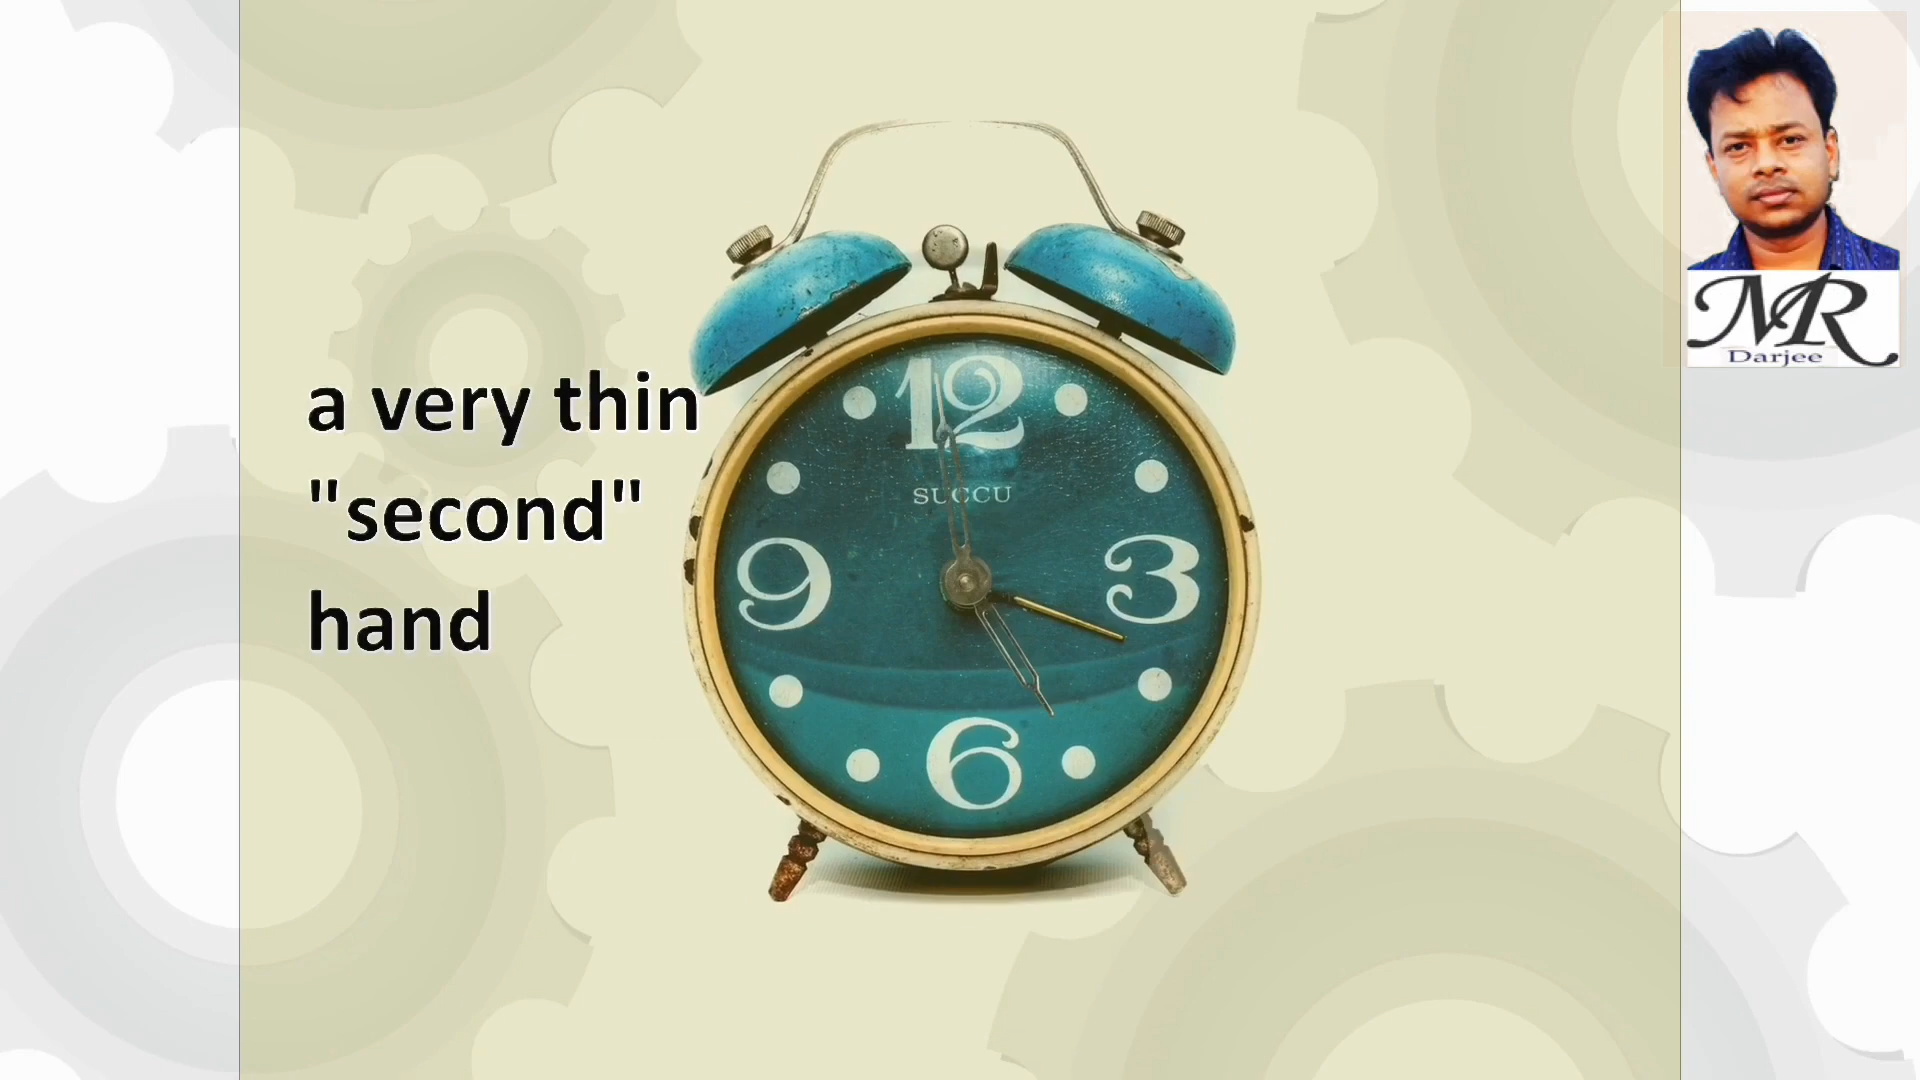 a very thin
"second"
hand
12
SUCCU
9
3
6
MR
Darjee